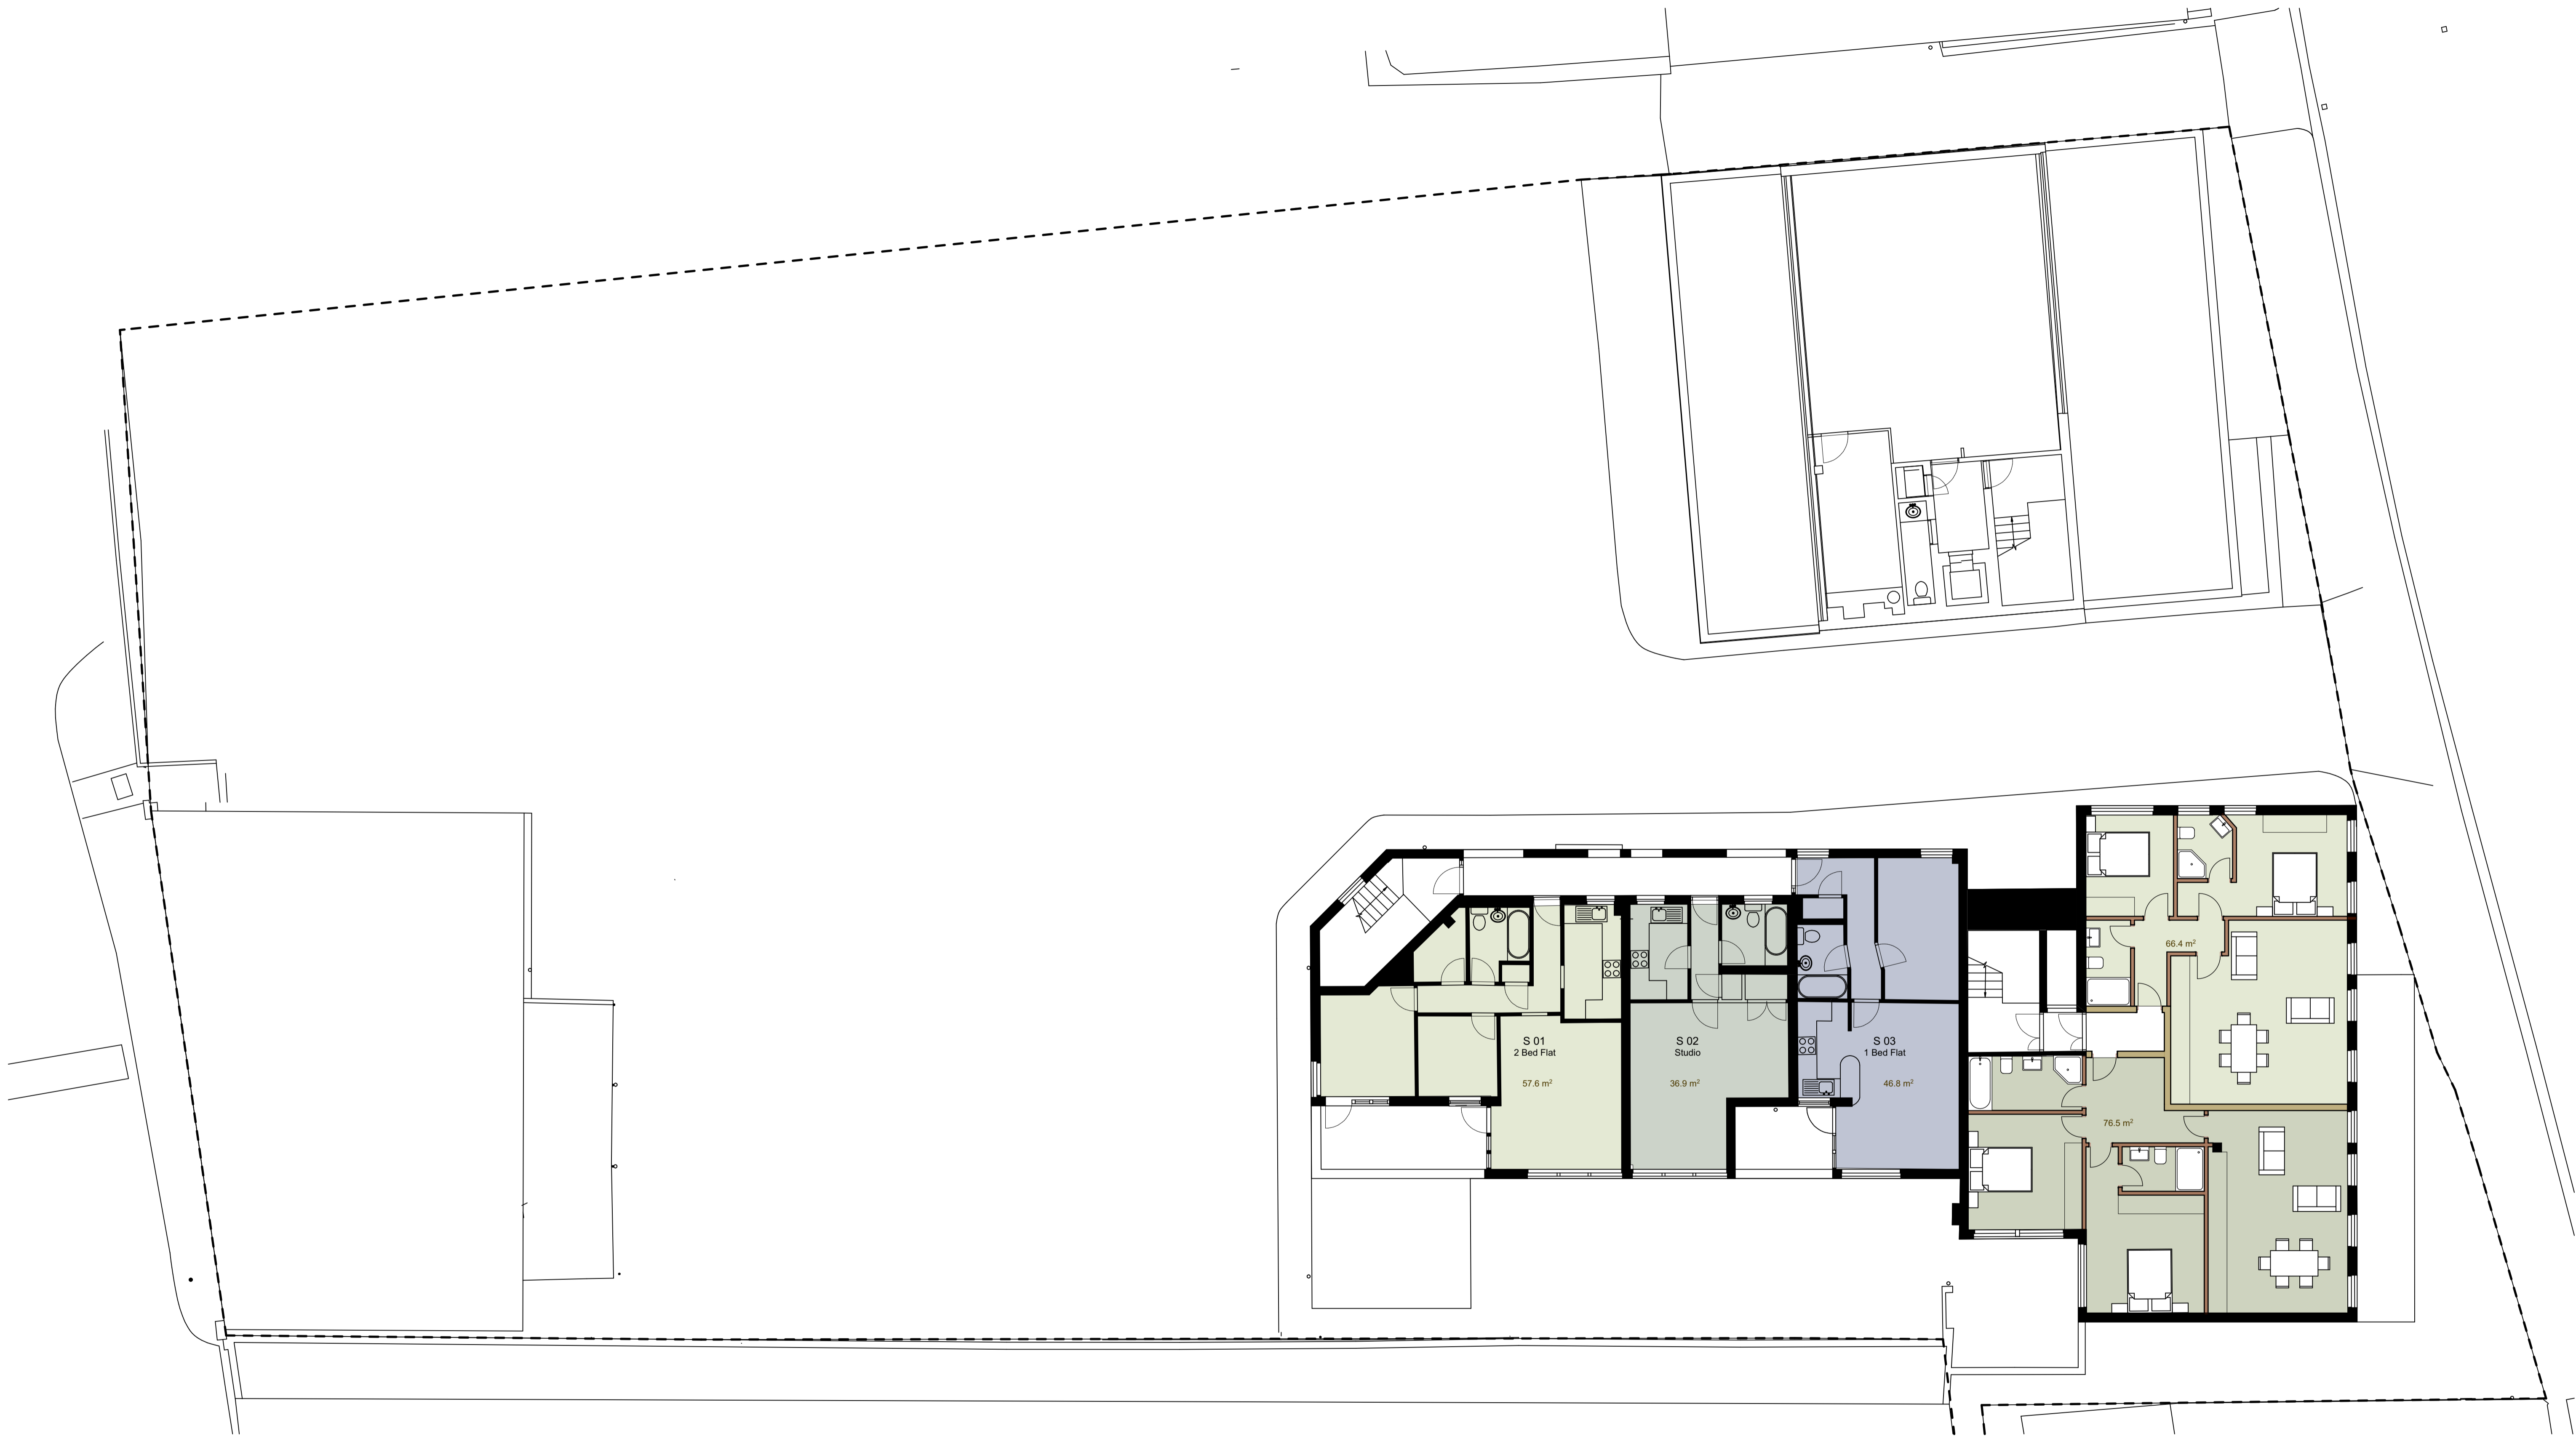 66.4 m²
S 01
2 Bed Flat
57.6 m²
S 02
Studio
36.9 m²
S 03
1 Bed Flat
46.8 m²
76.5 m²